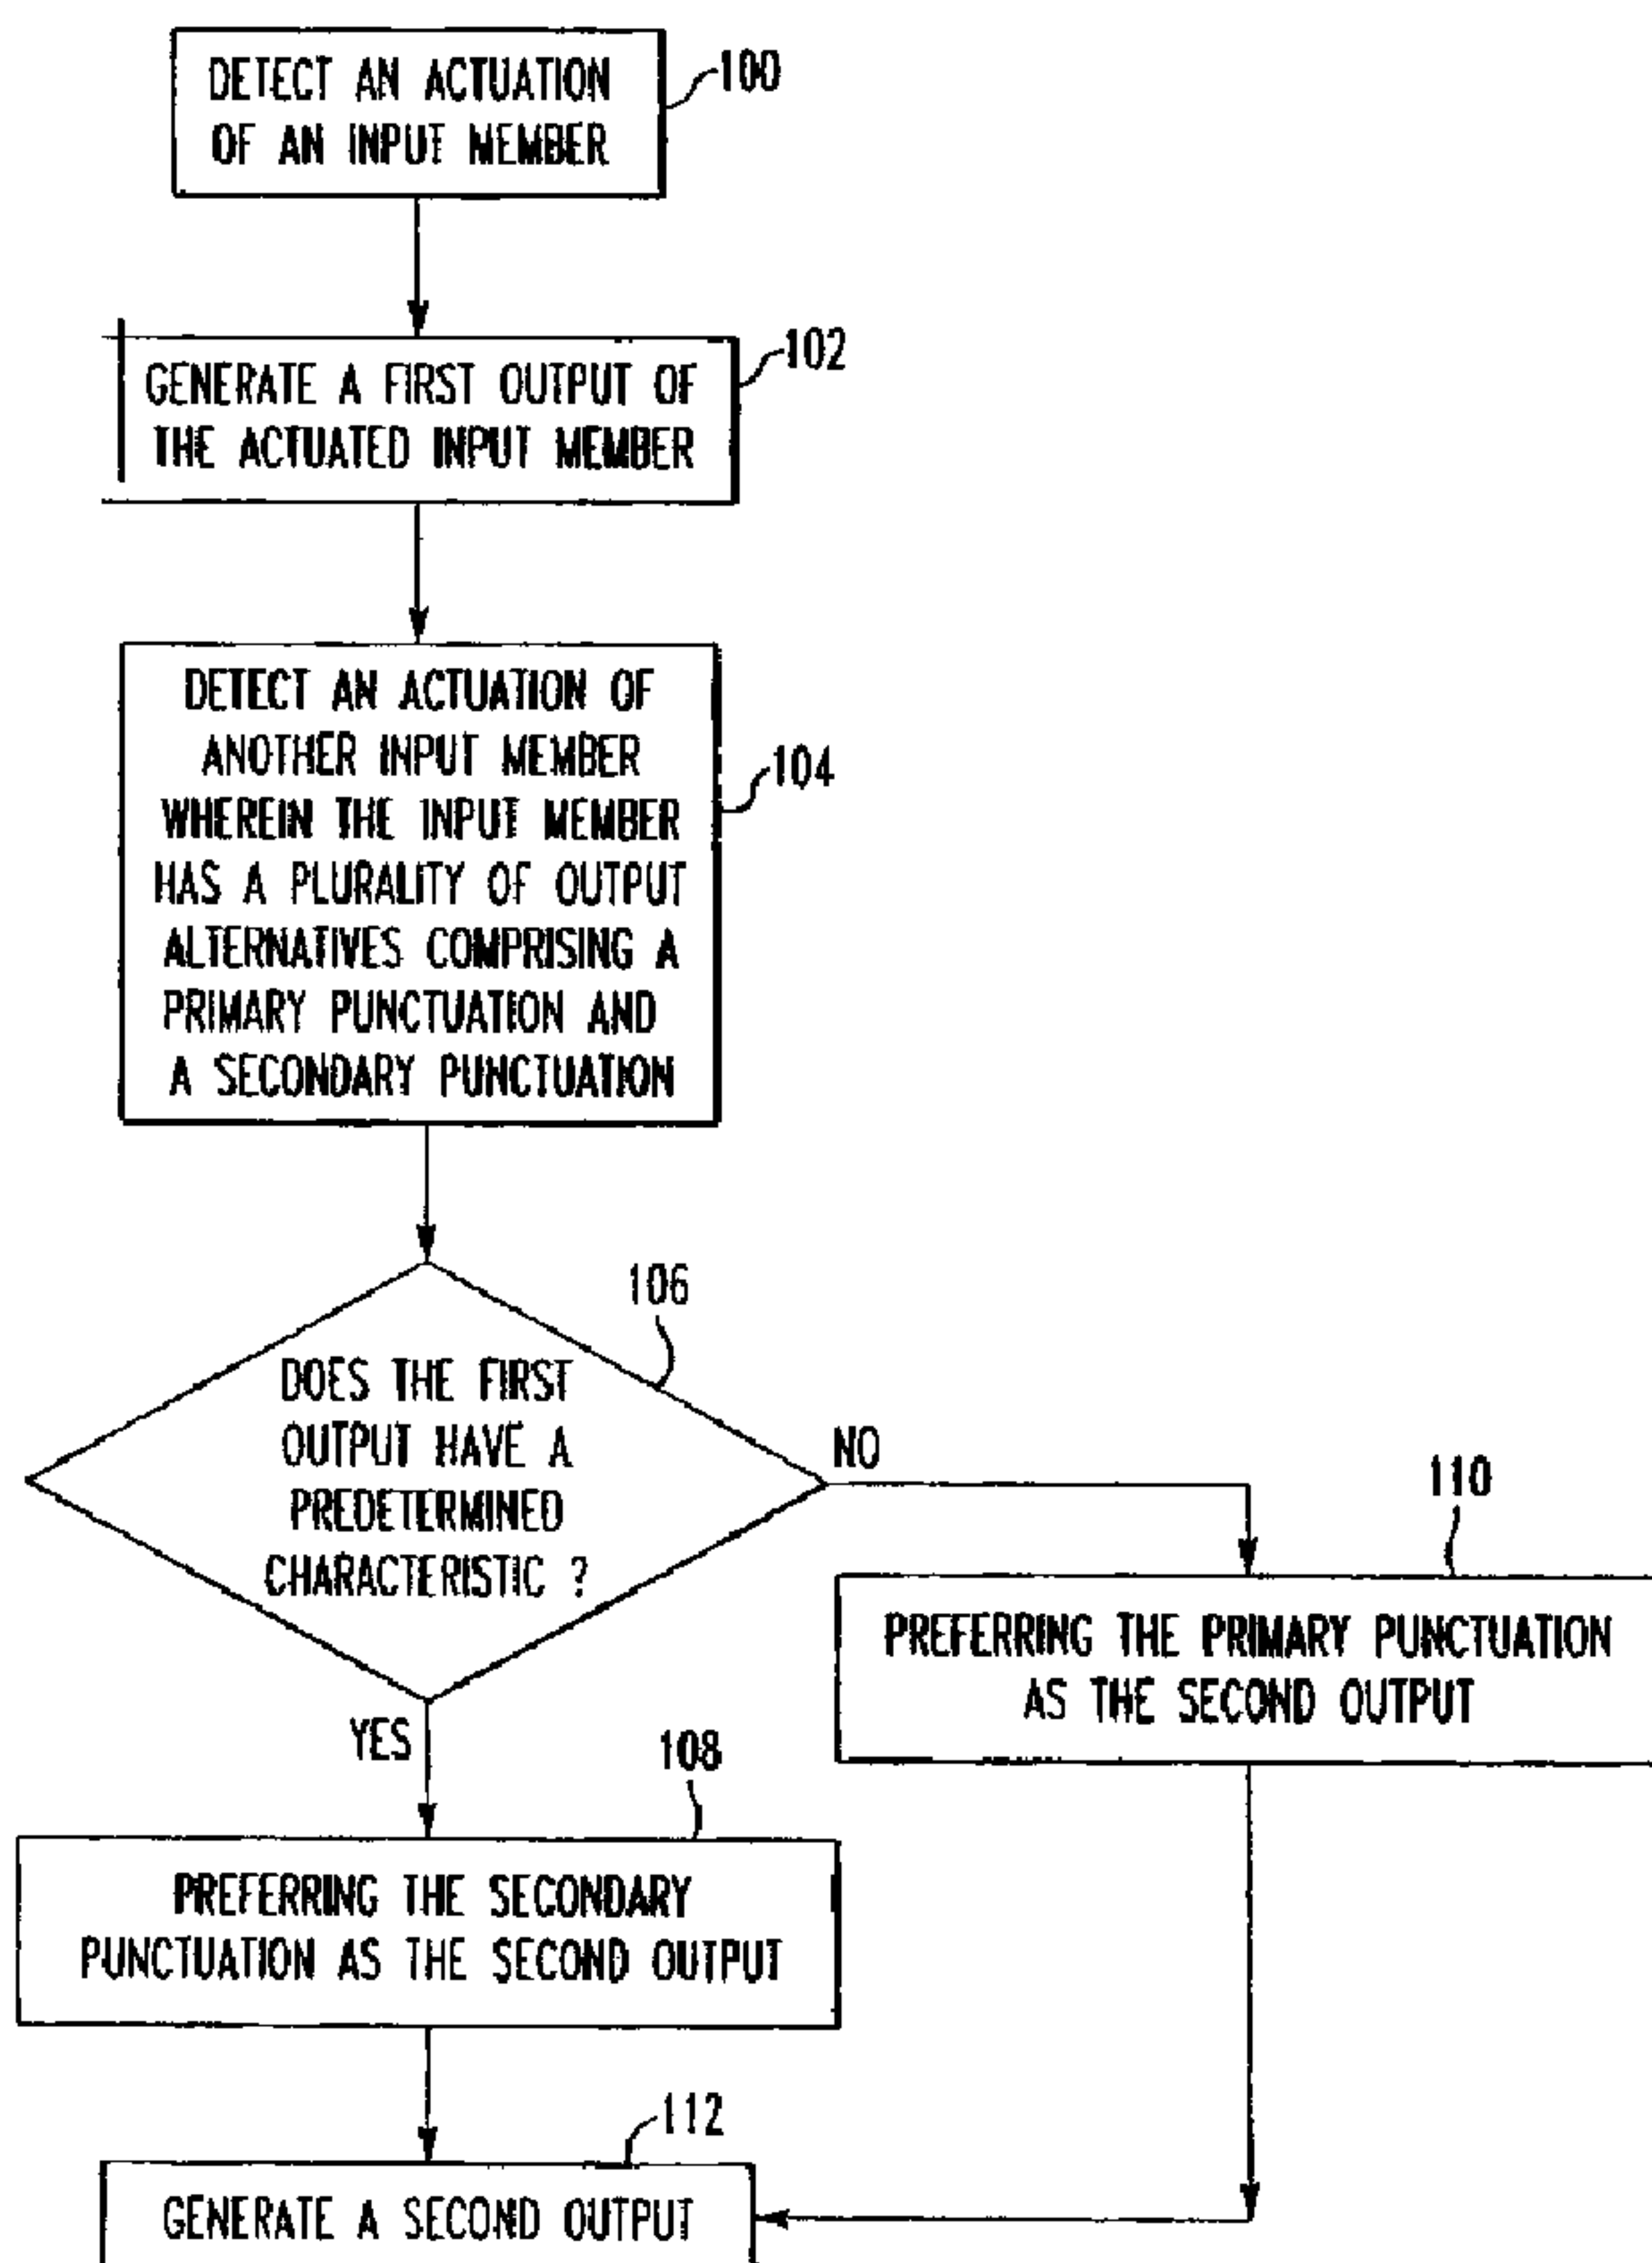 DETECT AN ACTUATION
OF AN INPUT MEMBER
100
GENERATE A FIRST OUTPUT OF
THE ACTUATED INPUT MEMBER
102
DETECT AN ACTUATION OF
ANOTHER INPUT MEMBER
WHEREIN THE INPUT MEMBER
HAS A PLURALITY OF OUTPUT
ALTERNATIVES COMPRISING A
PRIMARY PUNCTUATION AND
A SECONDARY PUNCTUATION
104
106
DOES THE FIRST
OUTPUT HAVE A
PREDETERMINED
CHARACTERISTIC ?
NO
110
PREFERRING THE PRIMARY PUNCTUATION
AS THE SECOND OUTPUT
YES
108
PREFERRING THE SECONDARY
PUNCTUATION AS THE SECOND OUTPUT
112
GENERATE A SECOND OUTPUT